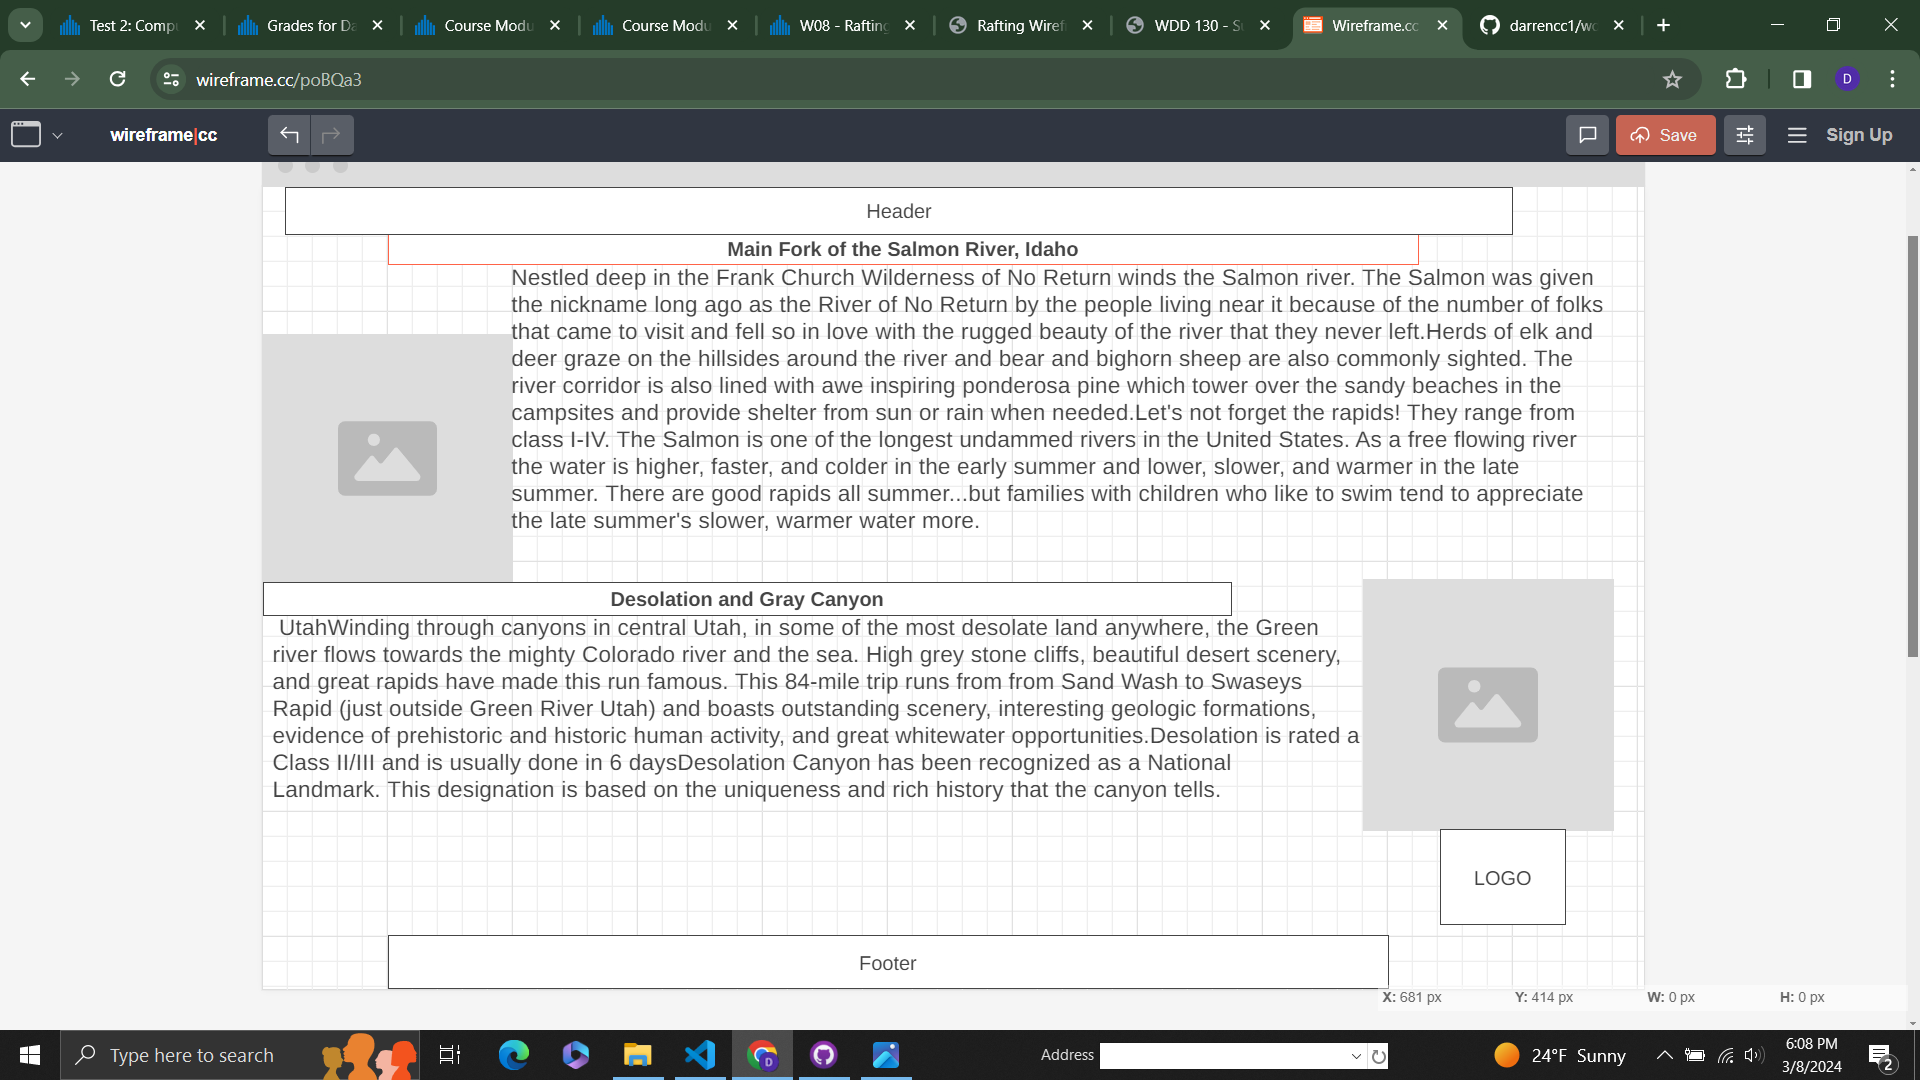 Test 2: Comp
Grades for Da
Course Modu
Course Modu
W08 - Rafting
Rafting Wiref
WDD 130 - S
Wireframe.cc
darrencc1/w
wireframe.cc/poBQa3
D
wireframe|cc
Save
Sign Up
Header
Main Fork of the Salmon River, Idaho
Nestled deep in the Frank Church Wilderness of No Return winds the Salmon river. The Salmon was given
the nickname long ago as the River of No Return by the people living near it because of the number of folks
that came to visit and fell so in love with the rugged beauty of the river that they never left.Herds of elk and
deer graze on the hillsides around the river and bear and bighorn sheep are also commonly sighted. The
river corridor is also lined with awe inspiring ponderosa pine which tower over the sandy beaches in the
campsites and provide shelter from sun or rain when needed.Let's not forget the rapids! They range from
class I-IV. The Salmon is one of the longest undammed rivers in the United States. As a free flowing river
the water is higher, faster, and colder in the early summer and lower, slower, and warmer in the late
summer. There are good rapids all summer...but families with children who like to swim tend to appreciate
the late summer's slower, warmer water more.
Desolation and Gray Canyon
UtahWinding through canyons in central Utah, in some of the most desolate land anywhere, the Green
river flows towards the mighty Colorado river and the sea. High grey stone cliffs, beautiful desert scenery,
and great rapids have made this run famous. This 84-mile trip runs from from Sand Wash to Swaseys
Rapid (just outside Green River Utah) and boasts outstanding scenery, interesting geologic formations,
evidence of prehistoric and historic human activity, and great whitewater opportunities.Desolation is rated a
Class II/III and is usually done in 6 daysDesolation Canyon has been recognized as a National
Landmark. This designation is based on the uniqueness and rich history that the canyon tells.
LOGO
Footer
X: 681 px Y: 414 px W: 0 px H: 0 px
Type here to search
D
Address
24°F Sunny
6:08 PM
3/8/2024
2